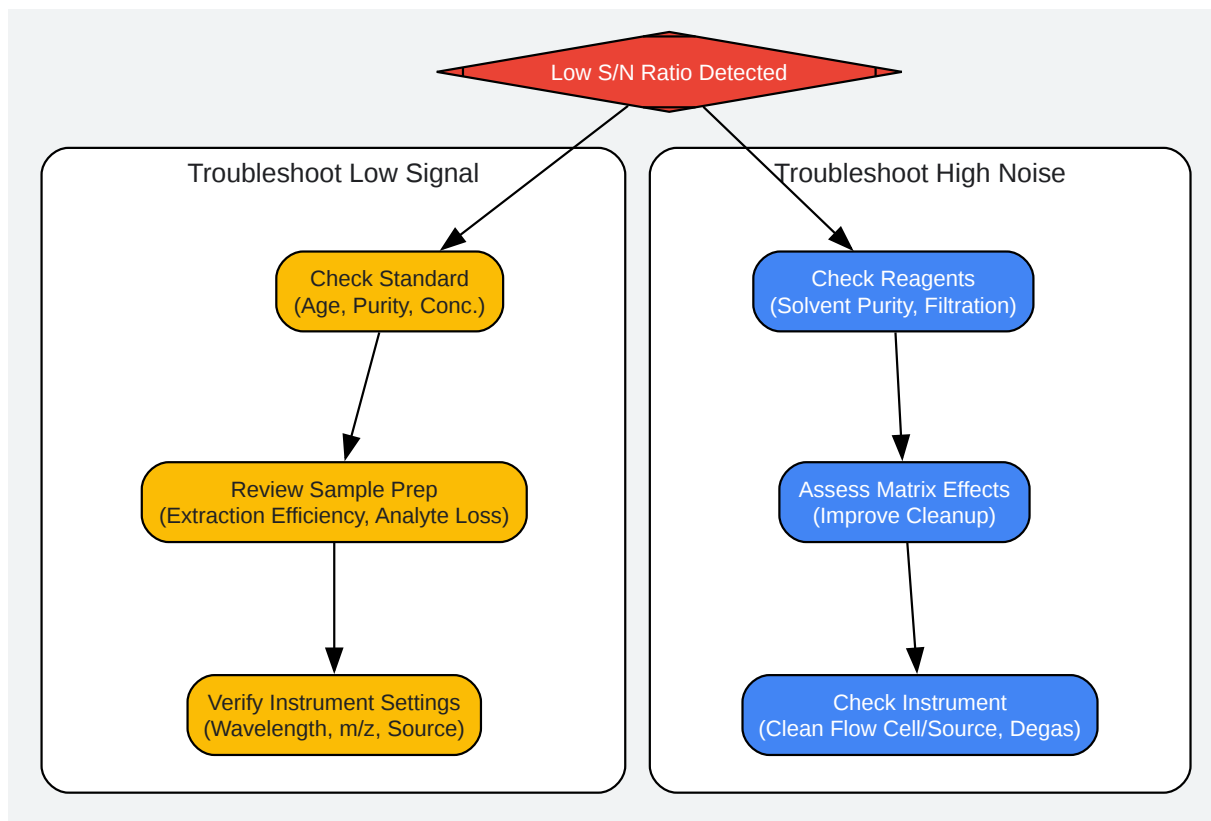 Low S/N Ratio Detected
Troubleshoot Low Signal
Check Standard
(Age, Purity, Conc.)
Review Sample Prep
(Extraction Efficiency, Analyte Loss)
Verify Instrument Settings
(Wavelength, m/z, Source)
Troubleshoot High Noise
Check Reagents
(Solvent Purity, Filtration)
Assess Matrix Effects
(Improve Cleanup)
Check Instrument
(Clean Flow Cell/Source, Degas)